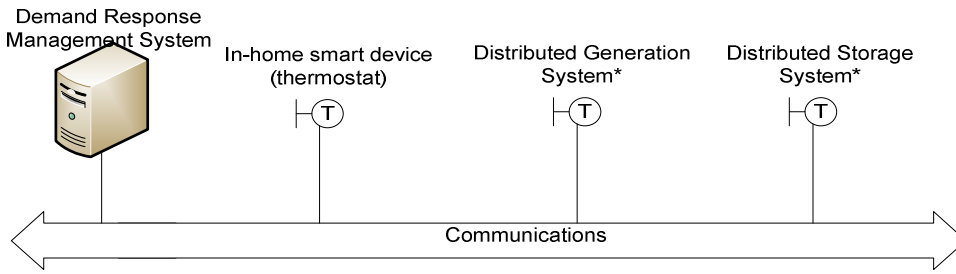 Demand Response
Management System
In-home smart device
(thermostat)
Distributed Generation
System*
Distributed Storage
System*
T
T
T
Communications